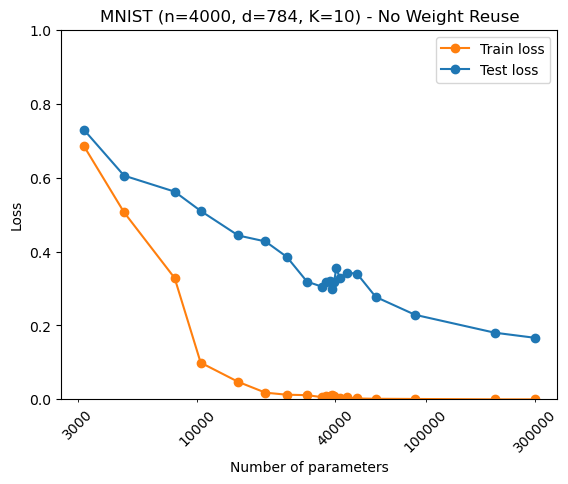 MNIST (n=4000, d=784, K=10) - No Weight Reuse
Train loss
Test loss
Loss
1.0
0.8
0.6
0.4
0.2
0.0
3000
10000
40000
100000
300000
Number of parameters